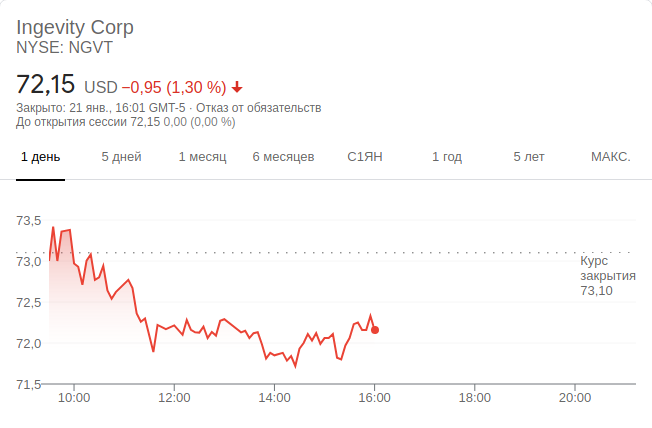 Ingevity Corp
NYSE: NGVT
72,15 USD −0,95 (1,30 %)
Закрыто: 21 янв., 16:01 GMT-5 · Отказ от обязательств
До открытия сессии 72,15 0,00 (0,00 %)
1 день 5 дней 1 месяц 6 месяцев С1ЯН 1 год 5 лет МАКС.
73,5
73,0
72,5
72,0
71,5
Курс
закрытия
73,10
10:00 12:00 14:00 16:00 18:00 20:00